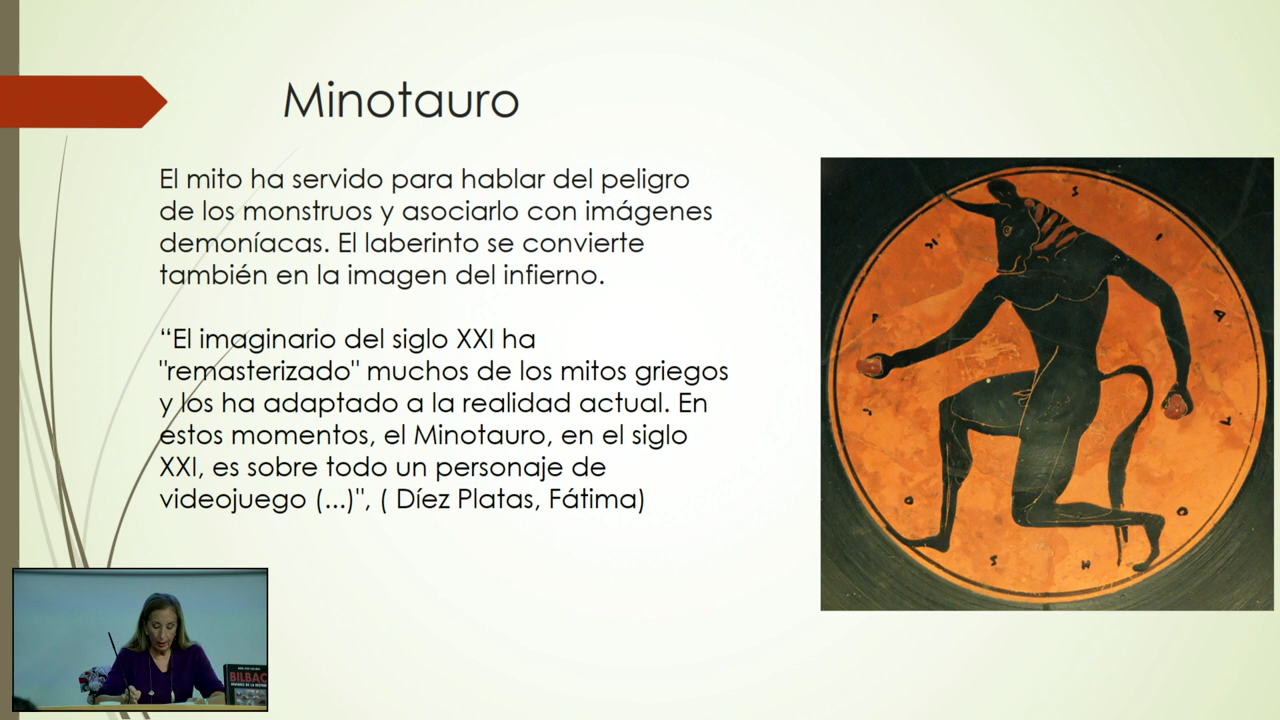 Minotauro
El mito ha servido para hablar del peligro
de los monstruos y asociarlo con imágenes
demoníacas. El laberinto se convierte
también en la imagen del infierno.
“El imaginario del siglo XXI ha
"remasterizado" muchos de los mitos griegos
y los ha adaptado a la realidad actual. En
estos momentos, el Minotauro, en el siglo
XXI, es sobre todo un personaje de
videojuego (...)", ( Díez Platas, Fátima)
BILBAO